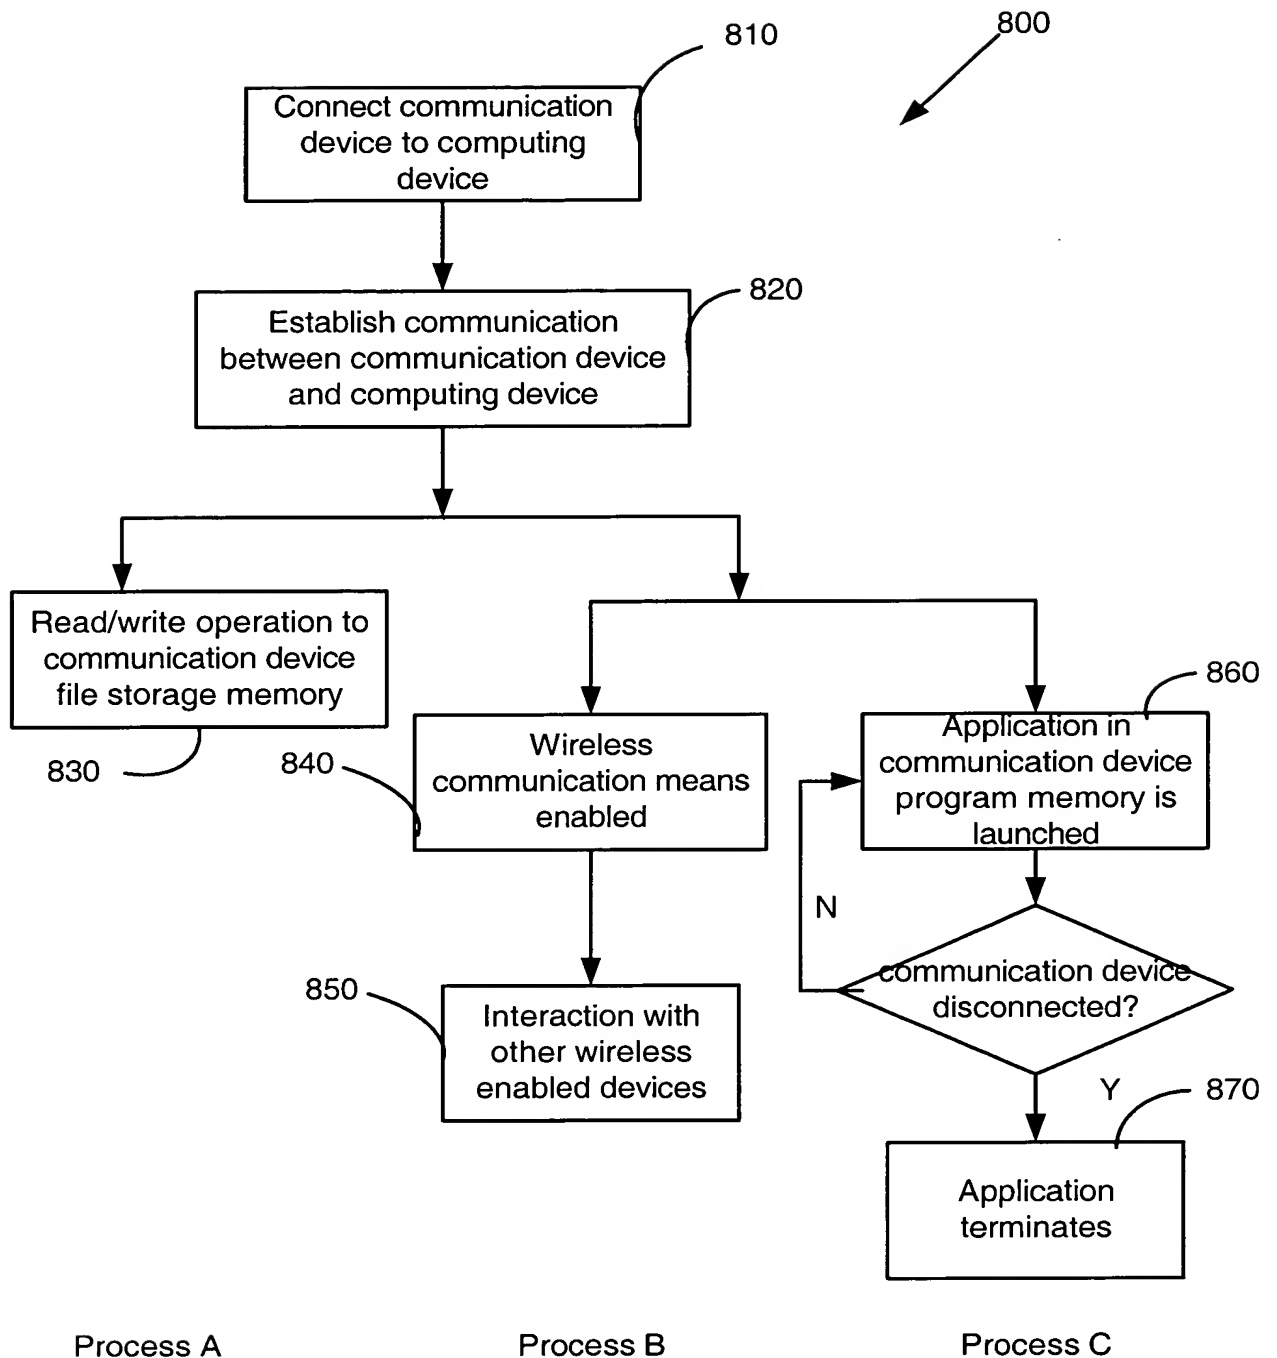 800
810
Connect communication
device to computing
device
820
Establish communication
between communication device
and computing device
Read/write operation to
communication device
file storage memory
830
840
Wireless
communication means
enabled
860
Application in
communication device
program memory is
launched
N
communication device
disconnected?
850
Interaction with
other wireless
enabled devices
Y
870
Application
terminates
Process A
Process B
Process C